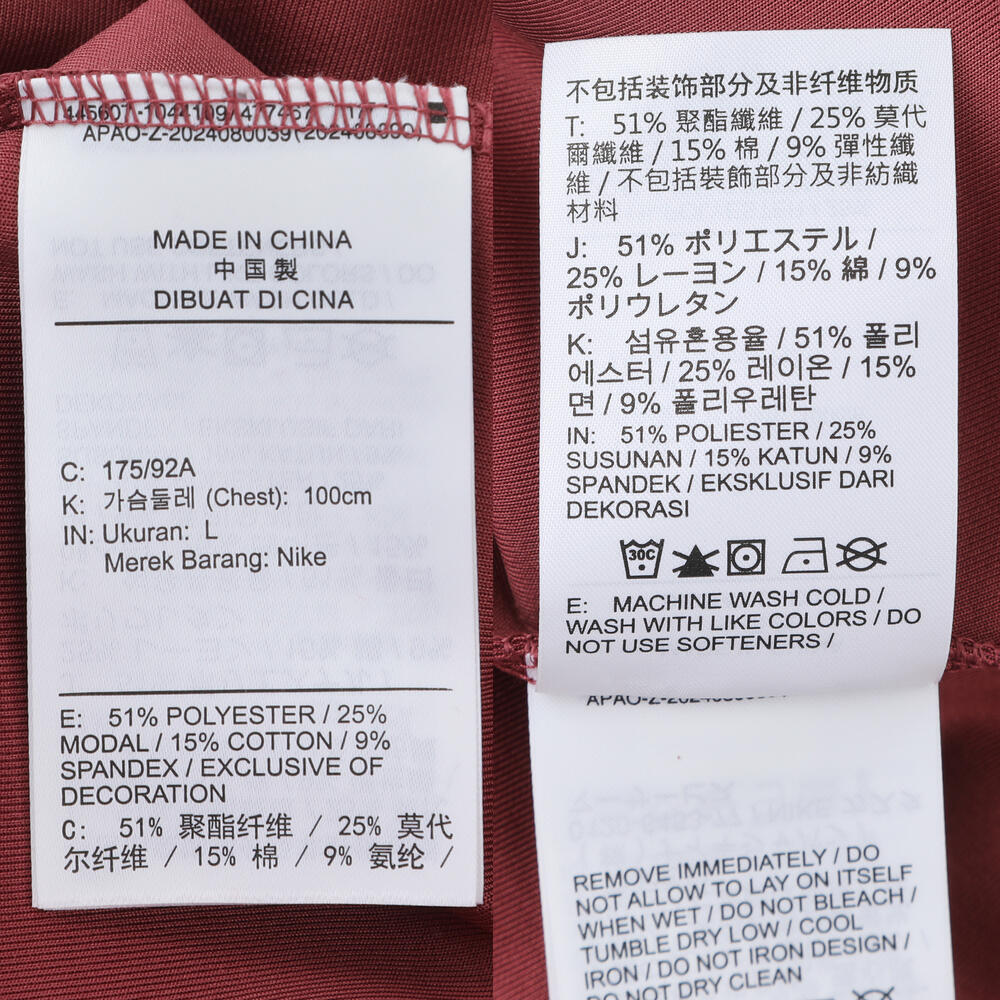 APAO-Z-2024080039
MADE IN CHINA
中国製
DIBUAT DI CINA
C: 175/92A
K: 가슴둘레 (Chest): 100cm
IN: Ukuran: L
Merek Barang: Nike
E: 51% POLYESTER / 25%
MODAL / 15% COTTON / 9%
SPANDEX / EXCLUSIVE OF
DECORATION
C: 51% 聚酯纤维 / 25% 莫代
尔纤维 / 15% 棉 / 9% 氨纶 /
不包括装饰部分及非纤维物质
T: 51% 聚酯纖維 / 25% 莫代
爾纖維 / 15% 棉 / 9% 彈性纖
維 / 不包括裝飾部分及非紡織
材料
J: 51% ポリエステル /
25% レーヨン / 15% 綿 / 9%
ポリウレタン
K: 섬유혼용율 / 51% 폴리
에스터 / 25% 레이온 / 15%
면 / 9% 폴리우레탄
IN: 51% POLIESTER / 25%
SUSUNAN / 15% KATUN / 9%
SPANDEK / EKSKLUSIF DARI
DEKORASI
30C
E: MACHINE WASH COLD /
WASH WITH LIKE COLORS / DO
NOT USE SOFTENERS /
REMOVE IMMEDIATELY / DO
NOT ALLOW TO LAY ON ITSELF
WHEN WET / DO NOT BLEACH /
TUMBLE DRY LOW / COOL
IRON / DO NOT IRON DESIGN /
DO NOT DRY CLEAN